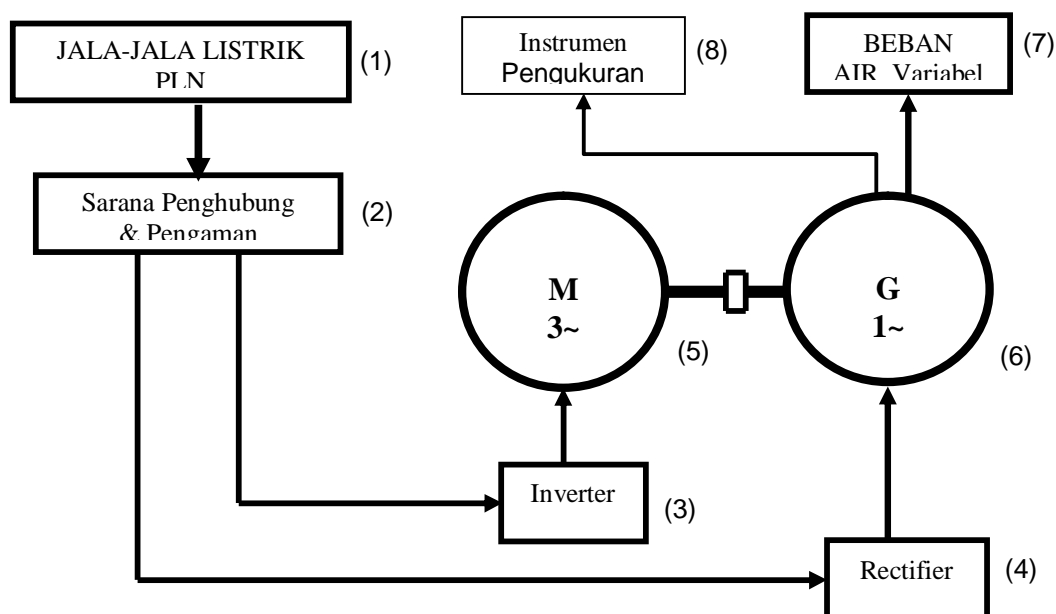 JALA-JALA LISTRIK
PLN
(1)
Instrumen
Pengukuran
(8)
BEBAN
AIR Variabel
(7)
Sarana Penghubung
& Pengaman
(2)
M
3~
(5)
G
1~
(6)
Inverter
(3)
Rectifier
(4)